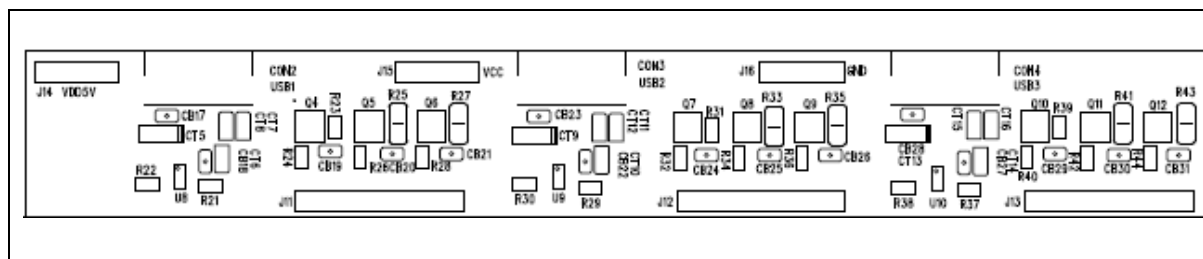 J14 VDD5V
CB17
CT5
CT8
CT7
CT6
CB18
R22
U8
R21
CON2
USB1
J15
VCC
Q4
R23
Q5
R25
Q6
R27
R24
CB19
R26
CB20
R28
CB21
J11
CB23
CT9
CT12
CT11
CT10
CB22
R30
U9
R29
CON3
USB2
J16
GND
Q7
R31
Q8
R33
Q9
R35
R32
CB24
R34
CB25
R36
CB26
J12
CB28
CT13
CT15
CT16
CT14
CB27
R38
U10
R37
CON4
USB3
Q10
R39
Q11
R41
Q12
R43
R40
CB29
R42
CB30
R44
CB31
J13